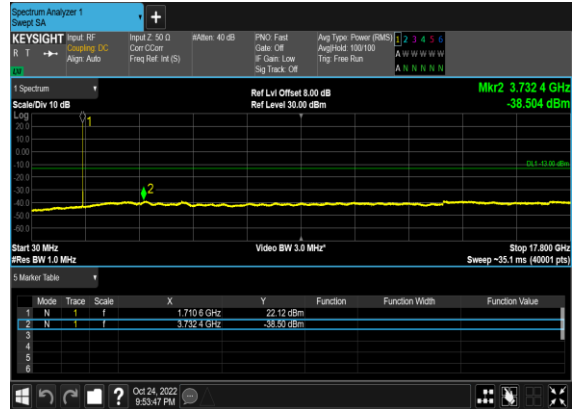 Spectrum Analyzer 1
Swept SA
+
KEYSIGHT Input: RF Input Z: 50 Ω #Atten: 40 dB PNO: Fast Avg Type: Power (RMS) 1 2 3 4 5 6
R T Coupling: DC Corr CCorr Gate: Off Avg|Hold: 100/100 A W W W W W
Align: Auto Freq Ref: Int (S) IF Gain: Low Trig: Free Run
Sig Track: Off A N N N N N
1 Spectrum Ref Lvl Offset 8.00 dB Mkr2 3.732 4 GHz
Scale/Div 10 dB Ref Level 30.00 dBm -38.504 dBm
Log
1
20.0
10.0
0.00
-10.0
DL1 -13.00 dBm
-20.0
-30.0
2
-40.0
-50.0
-60.0
Start 30 MHz Video BW 3.0 MHz* Stop 17.800 GHz
#Res BW 1.0 MHz Sweep ~35.1 ms (40001 pts)
5 Marker Table
Mode Trace Scale X Y Function Function Width Function Value
1 N 1 f 1.710 6 GHz 22.12 dBm
2 N 1 f 3.732 4 GHz -38.50 dBm
3
4
5
6
? Oct 24, 2022
9:53:47 PM